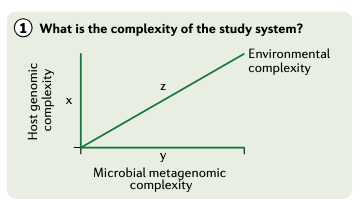 1 What is the complexity of the study system?
Environmental
complexity
Host genomic
complexity
x
z
y
Microbial metagenomic
complexity